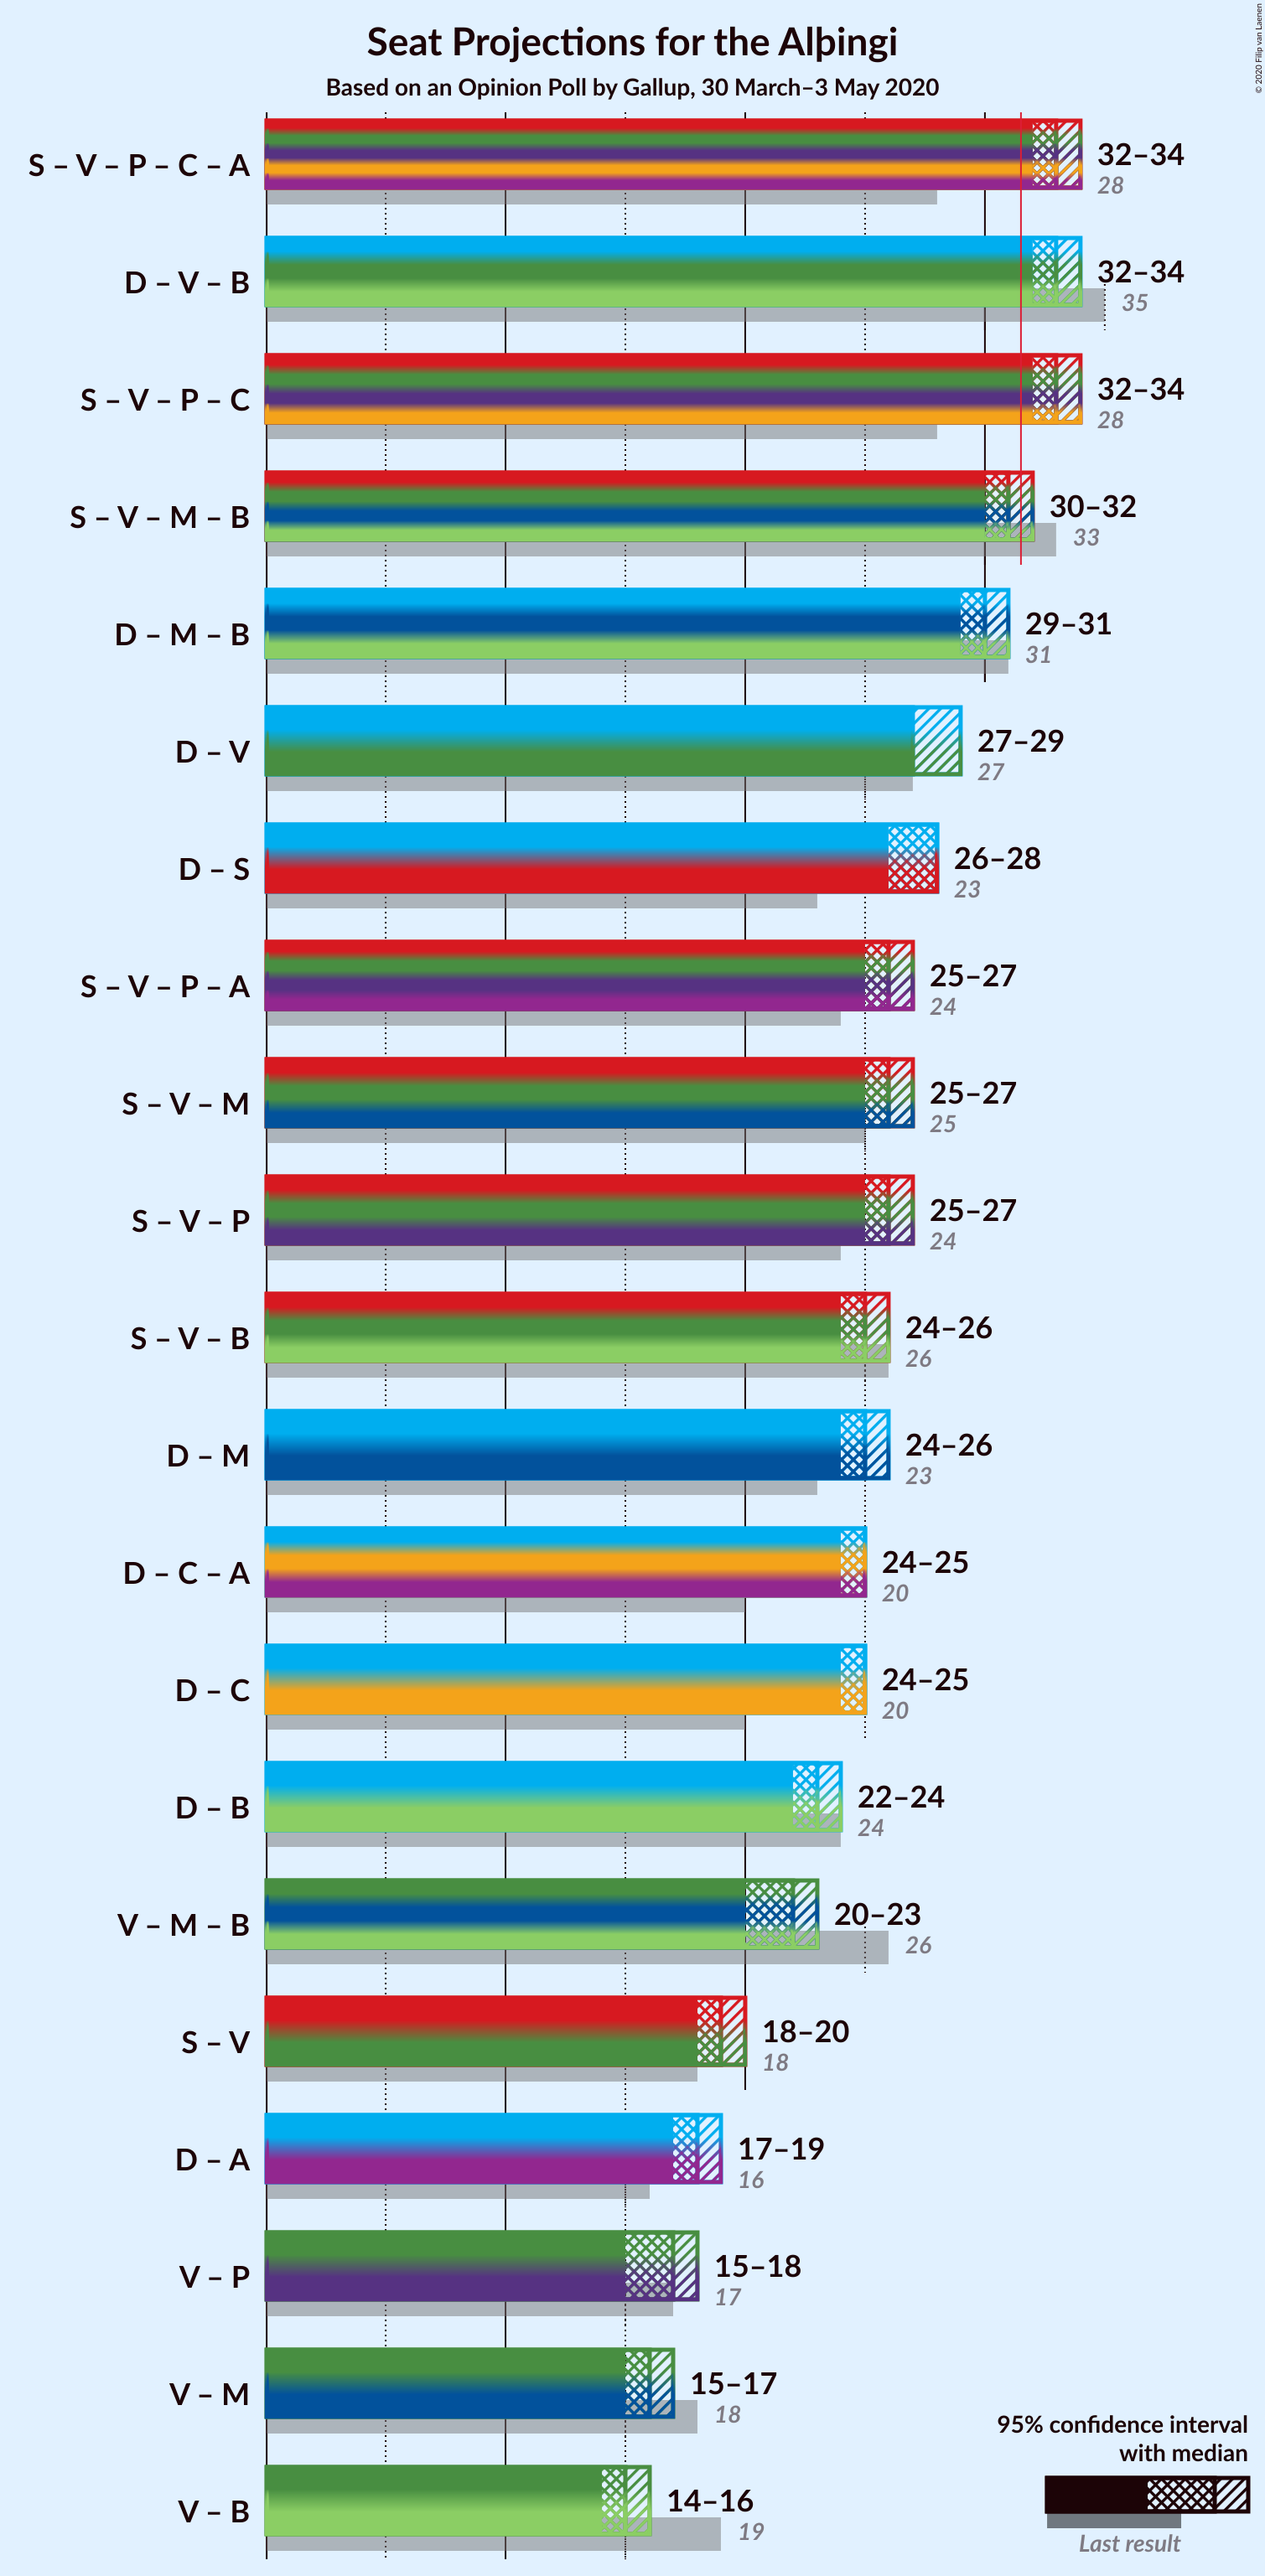 © 2020 Filip van Laenen
Seat Projections for the Alþingi
Based on an Opinion Poll by Gallup, 30 March–3 May 2020
S – V – P – C – A
32–34
28
D – V – B
32–34
35
S – V – P – C
32–34
28
S – V – M – B
30–32
33
D – M – B
29–31
31
D – V
27–29
27
D – S
26–28
23
S – V – P – A
25–27
24
S – V – M
25–27
25
S – V – P
25–27
24
S – V – B
24–26
26
D – M
24–26
23
D – C – A
24–25
20
D – C
24–25
20
D – B
22–24
24
V – M – B
20–23
26
S – V
18–20
18
D – A
17–19
16
V – P
15–18
17
V – M
15–17
18
V – B
14–16
19
95% confidence interval
with median
Last result